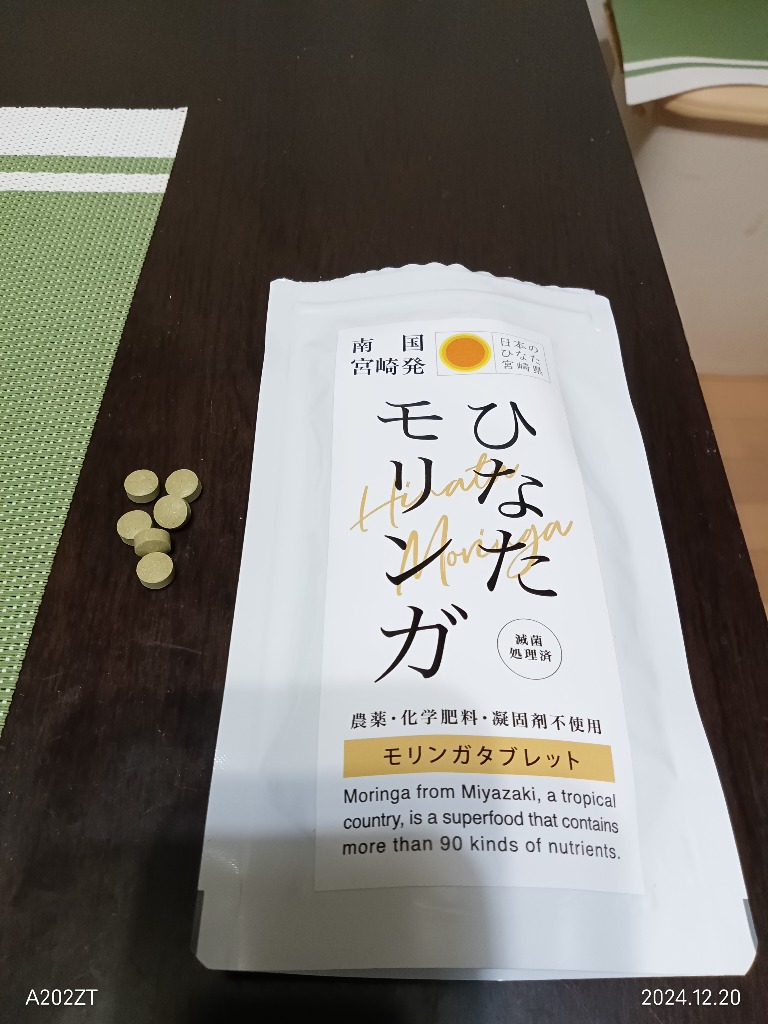 南国
宮崎発
日本の
ひなた
宮崎県
ひなた
モリンガ
Hinata
Moringa
滅菌
処理済
農薬・化学肥料・凝固剤不使用
モリンガタブレット
Moringa from Miyazaki, a tropical
country, is a superfood that contains
more than 90 kinds of nutrients.
A202ZT
2024.12.20